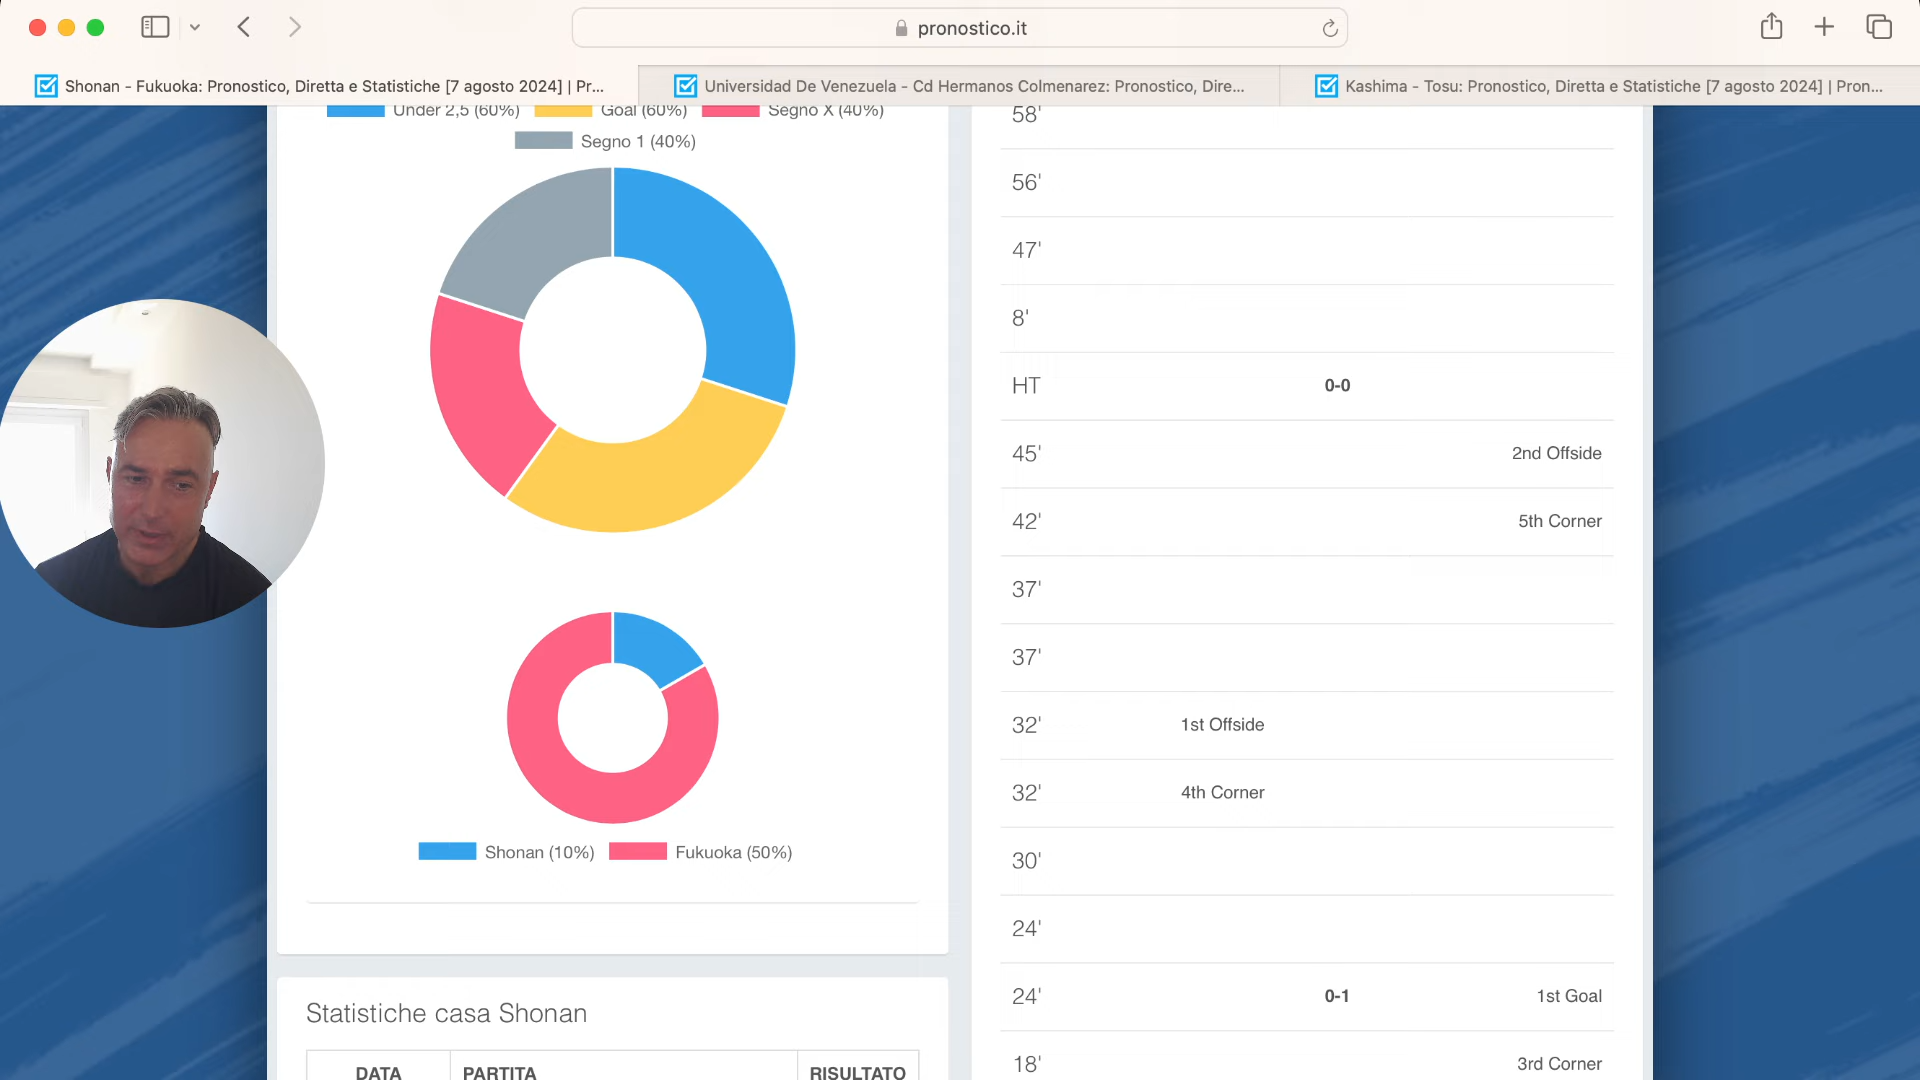 pronostico.it
Shonan - Fukuoka: Pronostico, Diretta e Statistiche [7 agosto 2024] | Pr...
Universidad De Venezuela - Cd Hermanos Colmenarez: Pronostico, Dire...
Kashima - Tosu: Pronostico, Diretta e Statistiche [7 agosto 2024] | Pron...
Under 2,5 (60%) Goal (60%) Segno X (40%)
Segno 1 (40%)
Shonan (10%) Fukuoka (50%)
Statistiche casa Shonan
DATA PARTITA RISULTATO
58'
56'
47'
8'
HT 0-0
45' 2nd Offside
42' 5th Corner
37'
37'
32' 1st Offside
32' 4th Corner
30'
24'
24' 0-1 1st Goal
18' 3rd Corner